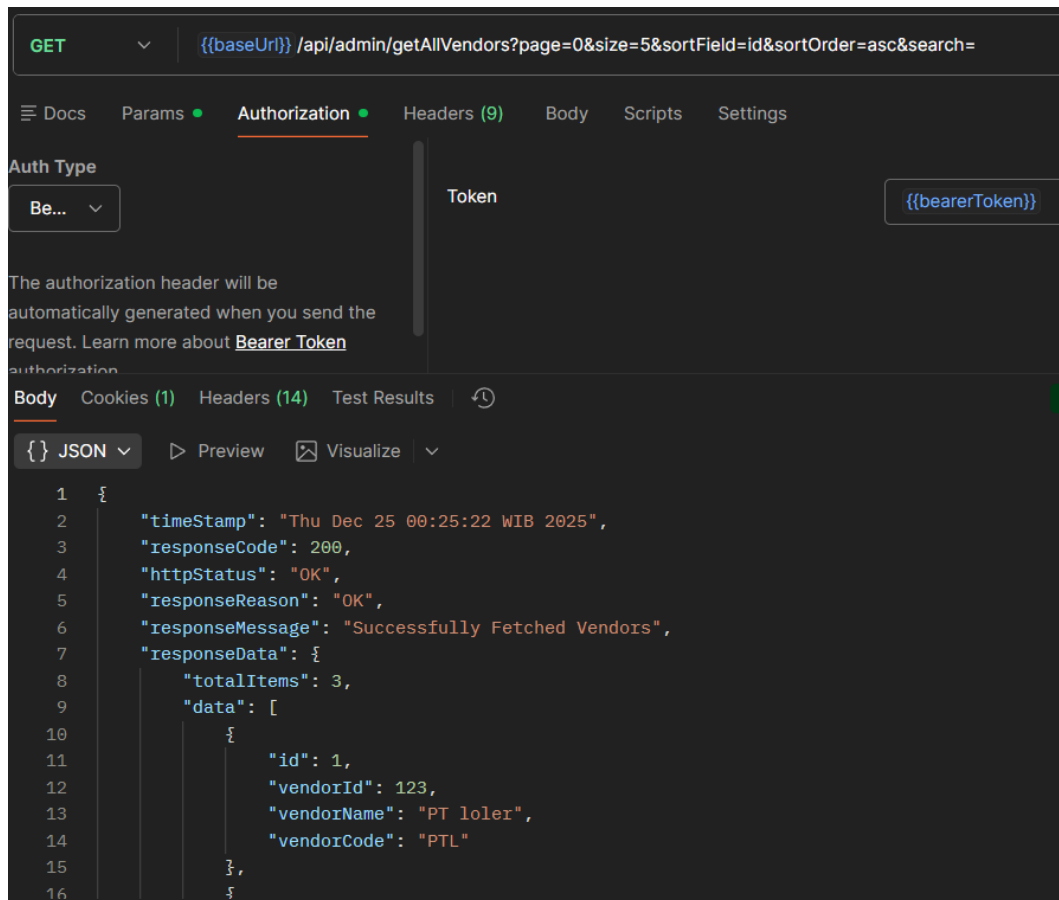 GET {{baseUrl}} /api/admin/getAllVendors?page=0&size=5&sortField=id&sortOrder=asc&search=
Docs Params Authorization Headers (9) Body Scripts Settings
Auth Type
Be...
Token {{bearerToken}}
The authorization header will be
automatically generated when you send the
request. Learn more about Bearer Token
authorization
Body Cookies (1) Headers (14) Test Results
{} JSON Preview Visualize
1 {
2 "timeStamp": "Thu Dec 25 00:25:22 WIB 2025",
3 "responseCode": 200,
4 "httpStatus": "OK",
5 "responseReason": "OK",
6 "responseMessage": "Successfully Fetched Vendors",
7 "responseData": {
8 "totalItems": 3,
9 "data": [
10 {
11 "id": 1,
12 "vendorId": 123,
13 "vendorName": "PT loler",
14 "vendorCode": "PTL"
15 },
16 {